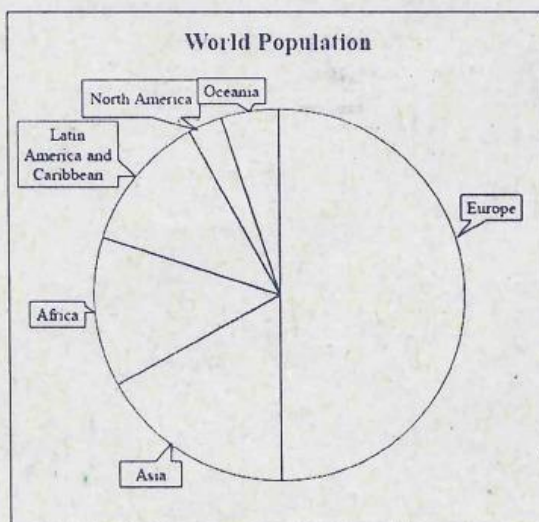 World Population
Oceania
North America
Latin
America and
Caribbean
Europe
Africa
Asia